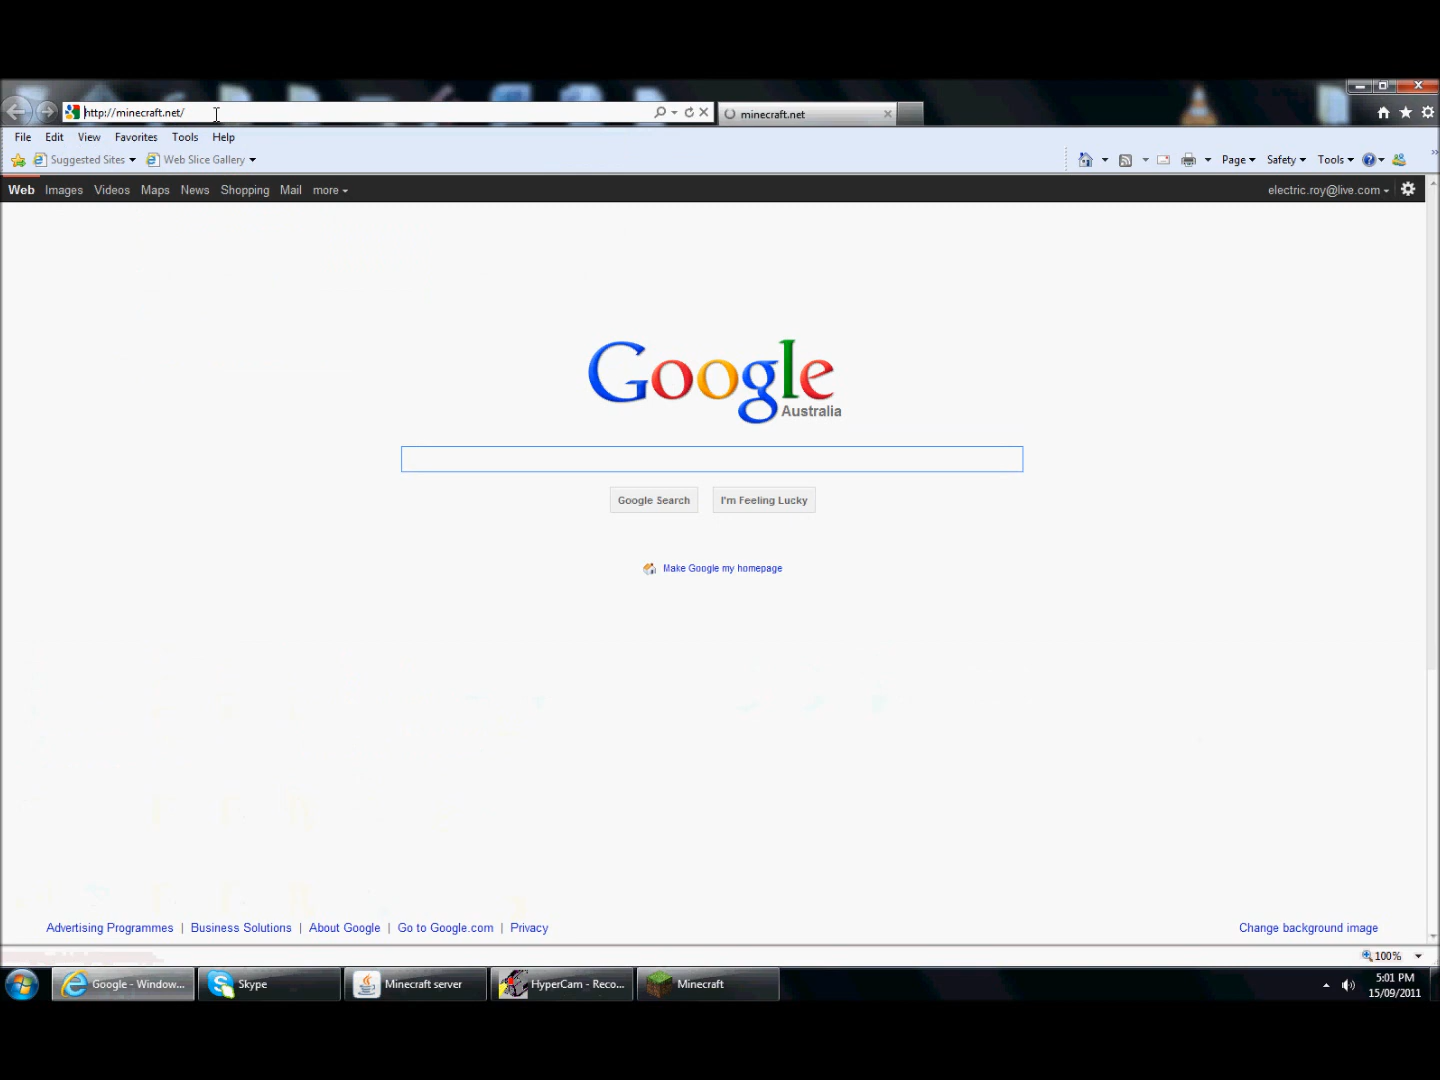 http://minecraft.net/
minecraft.net
File Edit View Favorites Tools Help
Suggested Sites Web Slice Gallery
Page Safety Tools
Web Images Videos Maps News Shopping Mail more
electric.roy@live.com
Google
Australia
Google Search I'm Feeling Lucky
Make Google my homepage
Advertising Programmes | Business Solutions | About Google | Go to Google.com | Privacy
Change background image
100%
Google - Window... Skype Minecraft server HyperCam - Reco... Minecraft
5:01 PM
15/09/2011